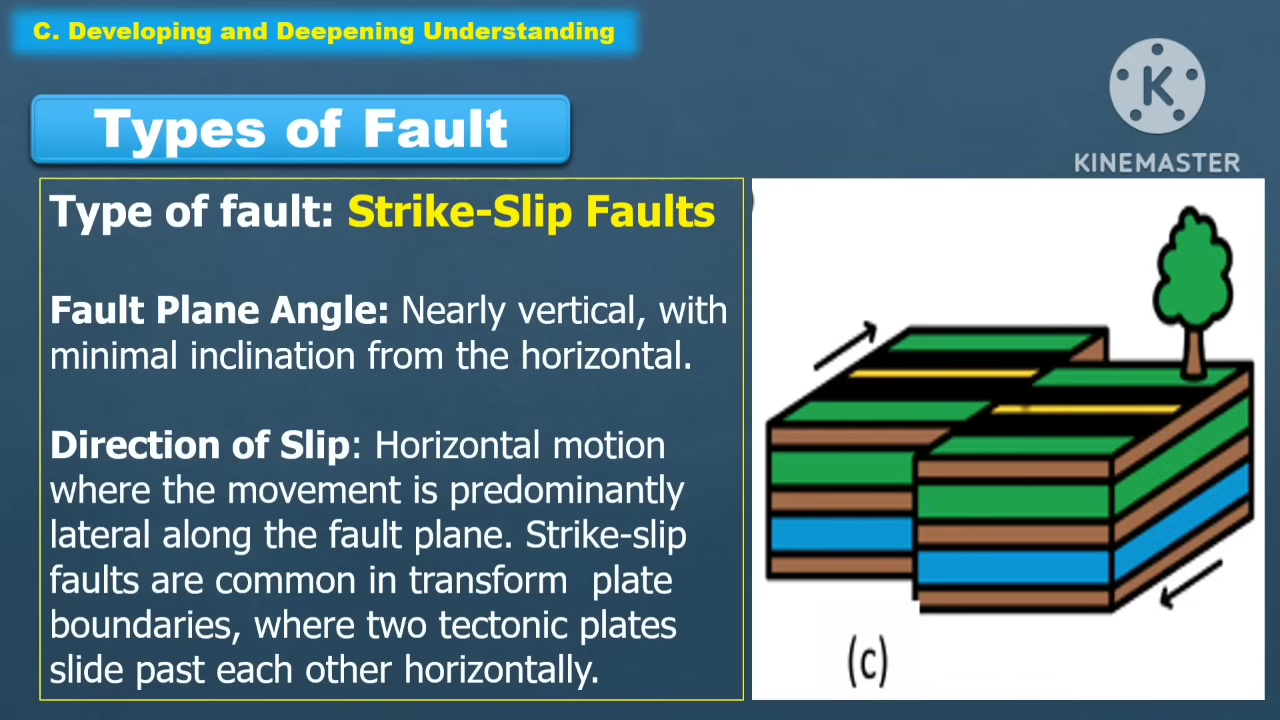 C. Developing and Deepening Understanding
Types of Fault
K
KINEMASTER
Type of fault: Strike-Slip Faults
Fault Plane Angle: Nearly vertical, with
minimal inclination from the horizontal.
Direction of Slip: Horizontal motion
where the movement is predominantly
lateral along the fault plane. Strike-slip
faults are common in transform  plate
boundaries, where two tectonic plates
slide past each other horizontally.
(c)